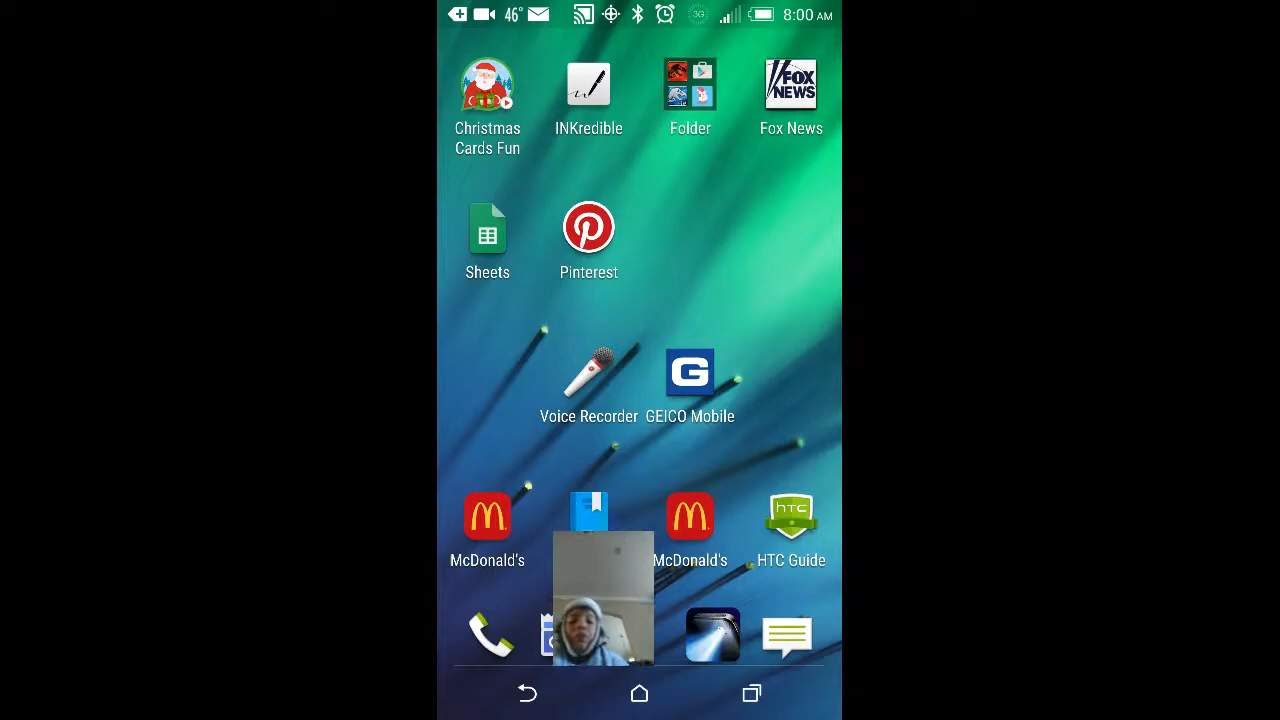 46° 3G 8:00 AM
FOX
NEWS
Christmas
Cards Fun
INKredible
Folder
Fox News
Sheets
Pinterest
G
Voice Recorder
GEICO Mobile
hTC
McDonald's
McDonald's
HTC Guide